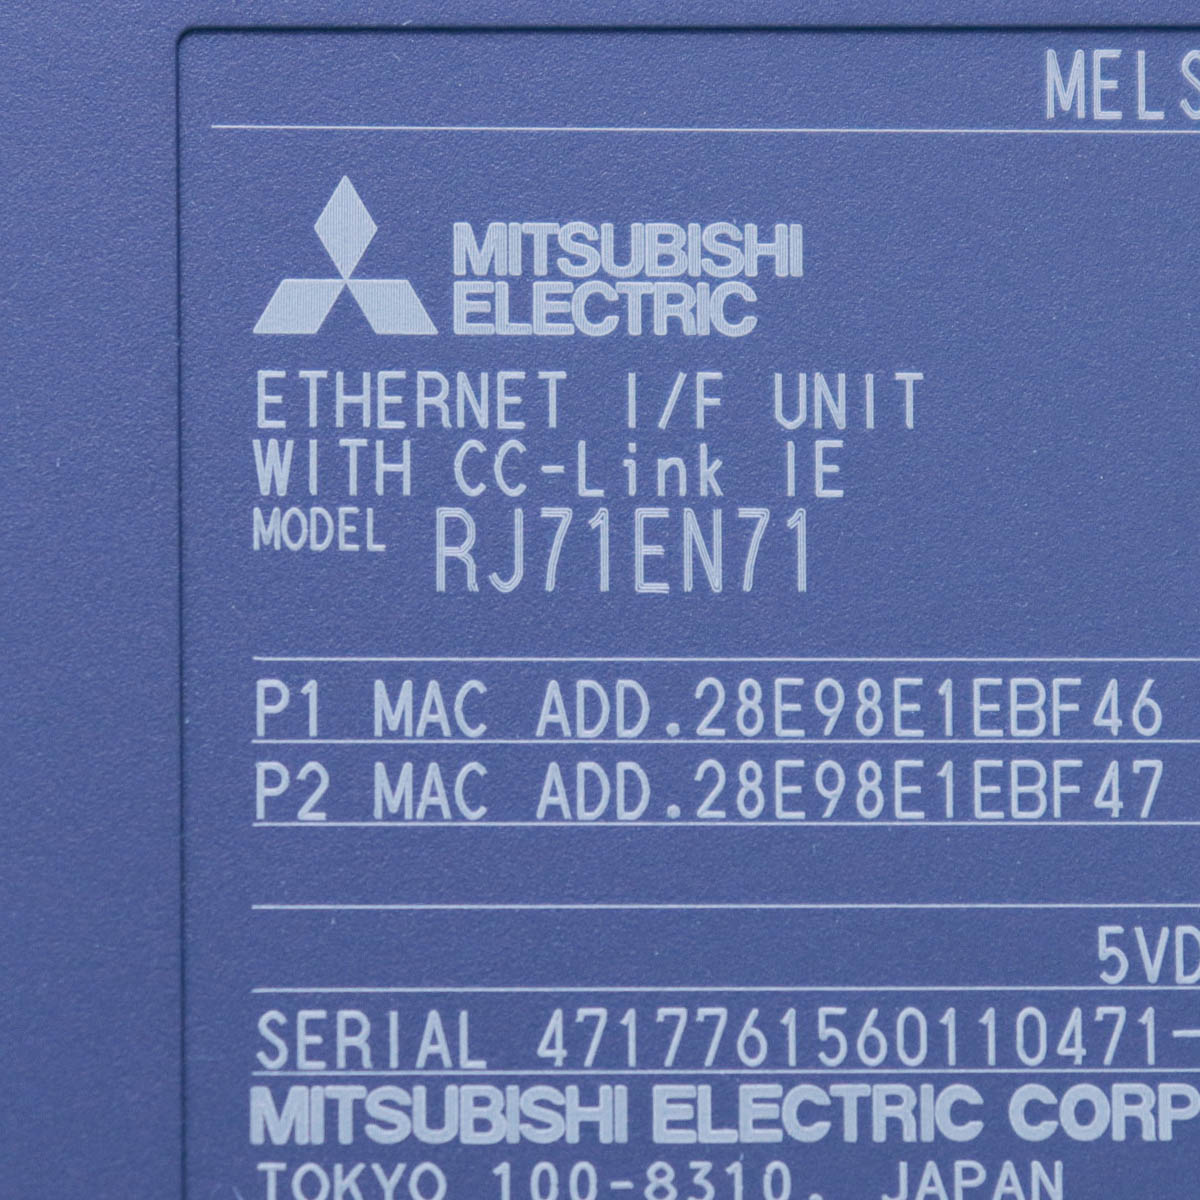 MELS
MITSUBISHI
ELECTRIC
ETHERNET I/F UNIT
WITH CC-Link IE
MODEL RJ71EN71
P1 MAC ADD.28E98E1EBF46
P2 MAC ADD.28E98E1EBF47
5VD
SERIAL 4717761560110471-
MITSUBISHI ELECTRIC CORP
TOKYO 100-8310, JAPAN